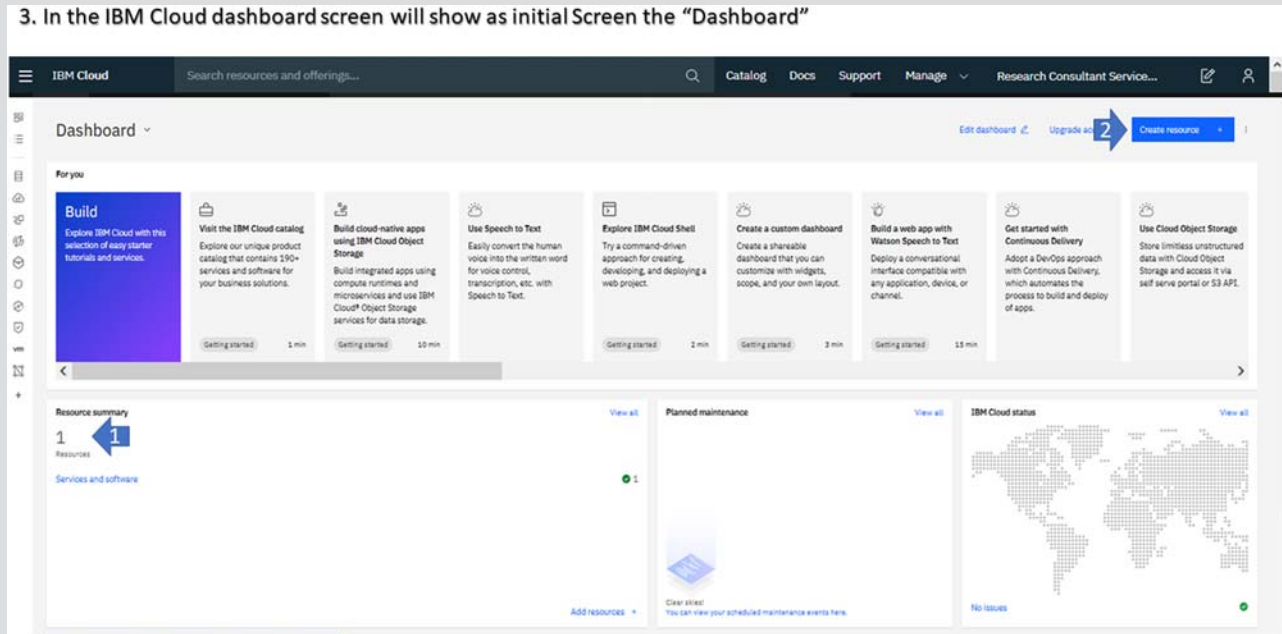 3. In the IBM Cloud dashboard screen will show as initial Screen the “Dashboard”
IBM Cloud
Search resources and offerings...
Catalog
Docs
Support
Manage
Research Consultant Service...
Dashboard
Edit dashboard
Upgrade
2
Create resource +
For you
Build
Explore IBM Cloud with this
selection of easy starter
tutorials and services.
Visit the IBM Cloud catalog
Explore our unique product
catalog that contains 190+
services and software for
your business solutions.
Getting started
1 min
Build cloud-native apps
using IBM Cloud Object
Storage
Build integrated apps using
compute runtimes and
microservices and use IBM
Cloud® Object Storage
services for data storage.
Getting started
10 min
Use Speech to Text
Easily convert the human
voice into the written word
for voice control,
transcription, etc. with
Speech to Text.
Explore IBM Cloud Shell
Try a command-driven
approach for creating,
developing, and deploying a
web project.
Getting started
2 min
Create a custom dashboard
Create a shareable
dashboard that you can
customize with widgets,
scope, and your own layout.
Getting started
3 min
Build a web app with
Watson Speech to Text
Deploy a conversational
interface compatible with
any application, device, or
channel.
Getting started
15 min
Get started with
Continuous Delivery
Adopt a DevOps approach
with Continuous Delivery,
which automates the
process to build and deploy
of apps.
Use Cloud Object Storage
Store limitless unstructured
data with Cloud Object
Storage and access it via
self serve portal or S3 API.
vm
Resource summary
View all
1
1
Resources
Services and software
1
Add resources +
Planned maintenance
View all
Clear skies!
You can view your scheduled maintenance events here.
IBM Cloud status
View all
No issues